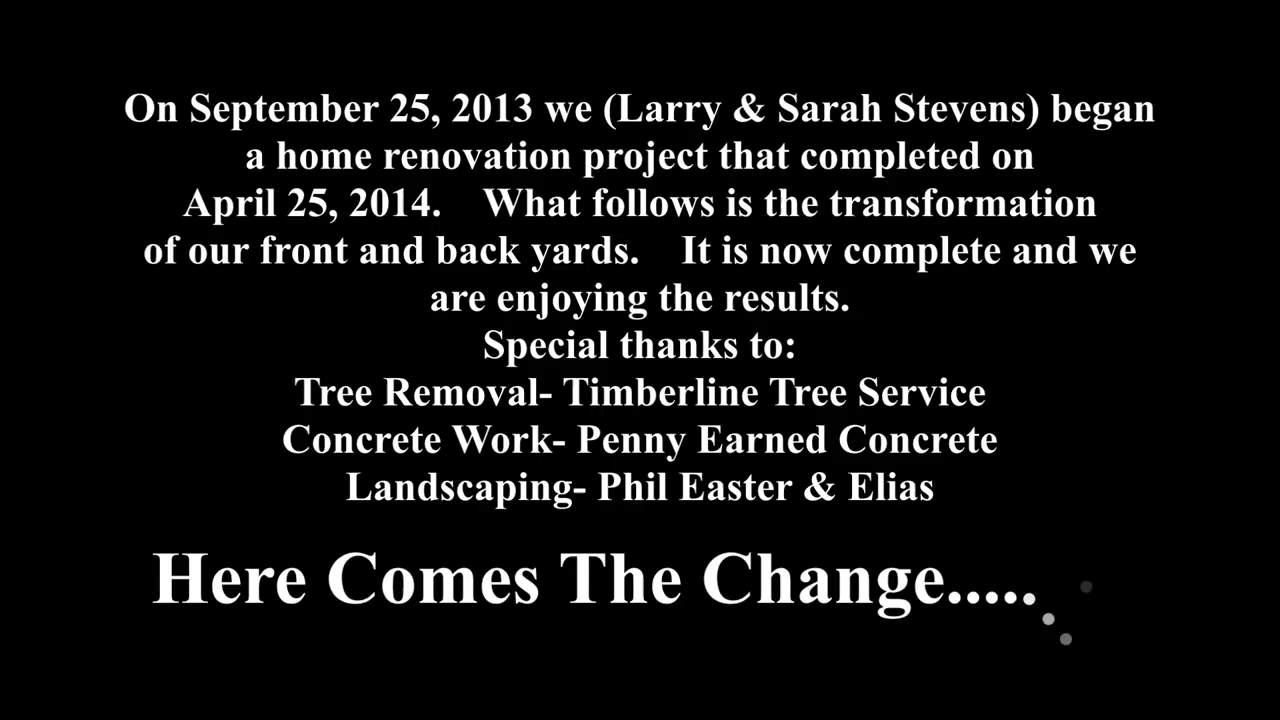 On September 25, 2013 we (Larry & Sarah Stevens) began
a home renovation project that completed on
April 25, 2014.    What follows is the transformation
of our front and back yards.    It is now complete and we
are enjoying the results.
Special thanks to:
Tree Removal- Timberline Tree Service
Concrete Work- Penny Earned Concrete
Landscaping- Phil Easter & Elias
Here Comes The Change.....